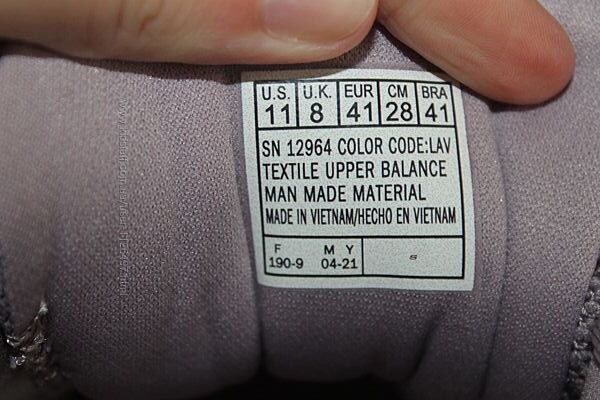 U.S. U.K. EUR CM BRA
11 8 41 28 41
SN 12964 COLOR CODE:LAV
TEXTILE UPPER BALANCE
MAN MADE MATERIAL
MADE IN VIETNAM/HECHO EN VIETNAM
F M Y
190-9 04-21